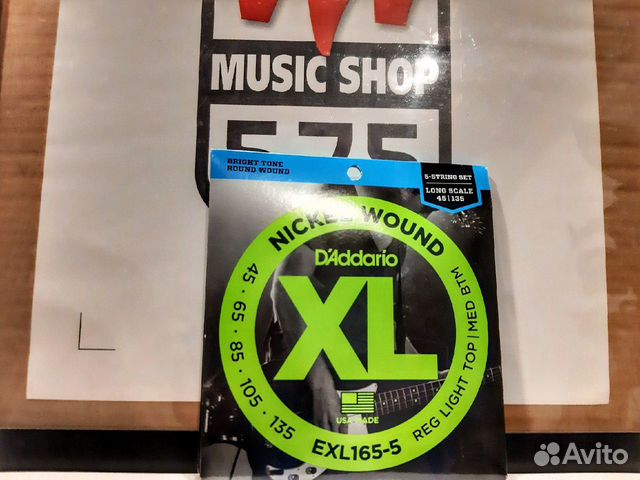 MUSIC SHOP
575
BRIGHT TONE
ROUND WOUND
5-STRING SET
LONG SCALE
45|135
NICKEL WOUND
D'Addario
XL
45 · 65 · 85 · 105 · 135
REG LIGHT TOP | MED BTM
USA MADE
EXL165-5
Avito